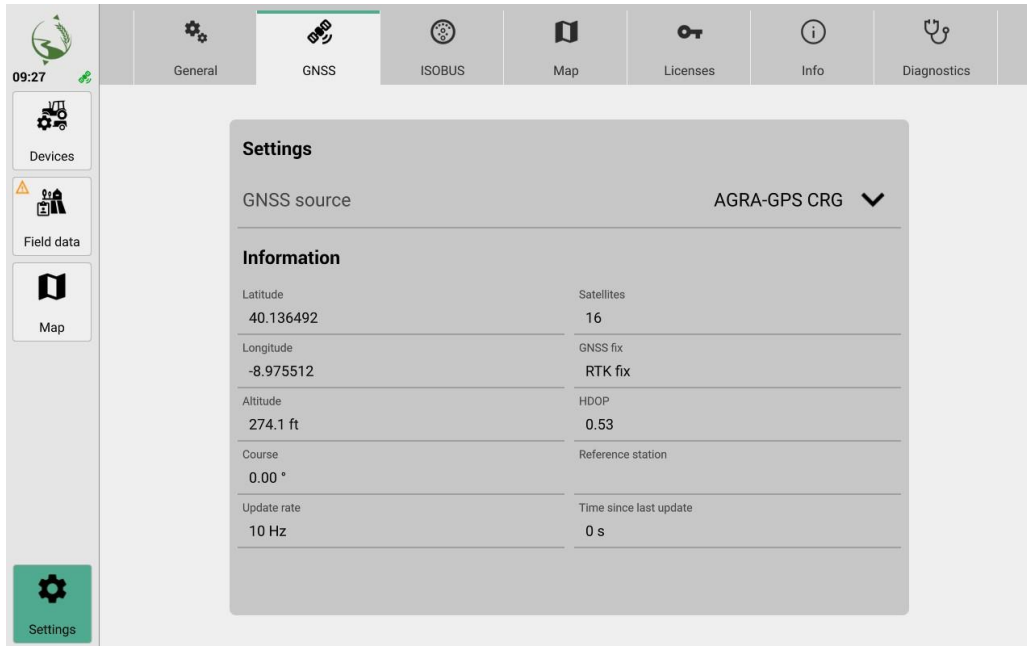 General GNSS ISOBUS Map Licenses Info Diagnostics
09:27
Devices
Field data
Map
Settings
Settings
GNSS source AGRA-GPS CRG
Information
Latitude Satellites
40.136492 16
Longitude GNSS fix
-8.975512 RTK fix
Altitude HDOP
274.1 ft 0.53
Course Reference station
0.00 °
Update rate Time since last update
10 Hz 0 s